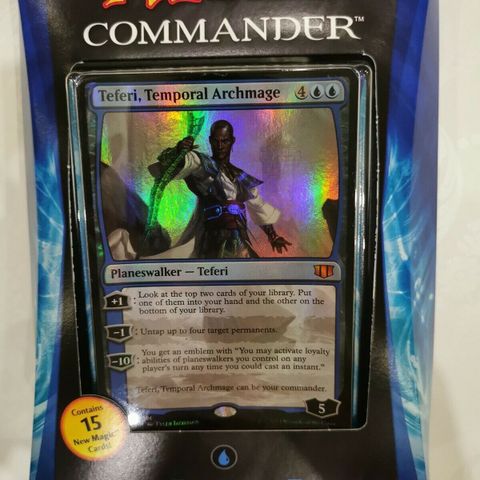 COMMANDER™
Teferi, Temporal Archmage 4
Planeswalker — Teferi
+1 : Look at the top two cards of your library. Put
one of them into your hand and the other on the
bottom of your library.
-1 : Untap up to four target permanents.
You get an emblem with "You may activate loyalty
-10 : abilities of planeswalkers you control on any
player's turn any time you could cast an instant."
Teferi, Temporal Archmage can be your commander.
5
Tyler Jacobson
Contains
15
New Magic
Cards!